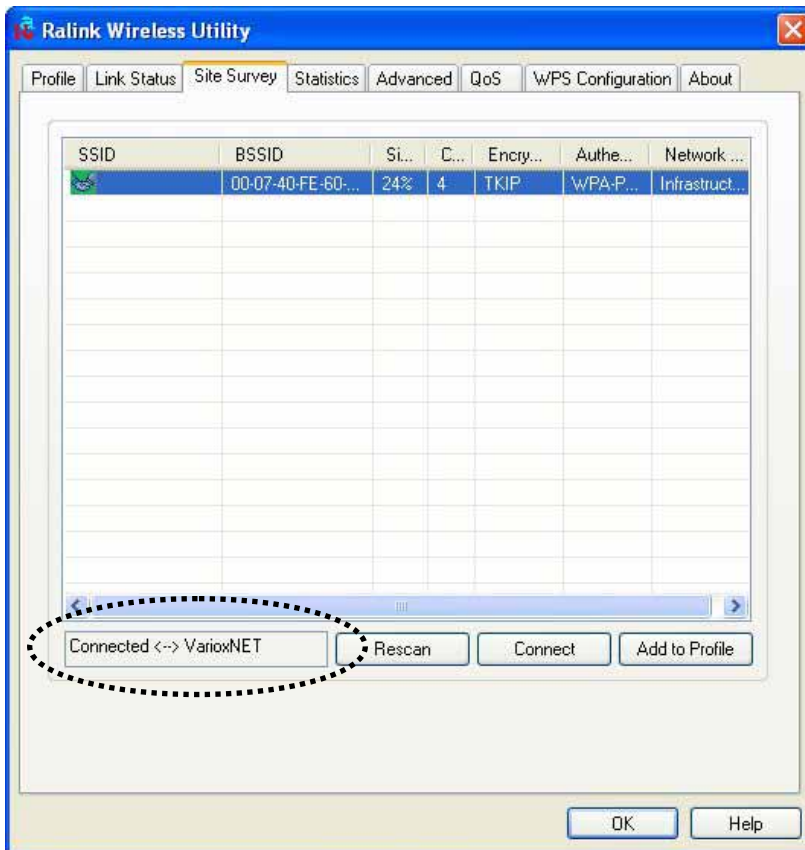 Ralink Wireless Utility
Profile Link Status Site Survey Statistics Advanced QoS WPS Configuration About
SSID BSSID Si... C... Encry... Authe... Network ...
00-07-40-FE-60-... 24% 4 TKIP WPA-P... Infrastruct...
Connected <--> VarioxNET Rescan Connect Add to Profile
OK Help